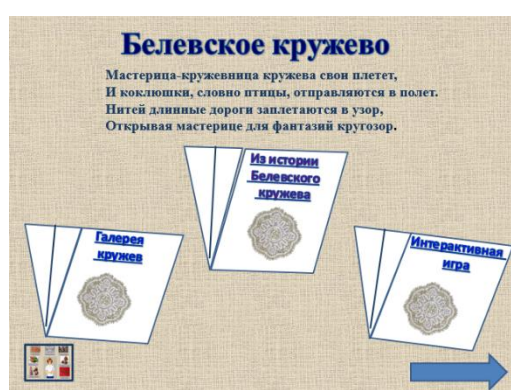 Белевское кружево
Мастерица-кружевница кружева свои плетет,
И коклюшки, словно птицы, отправляются в полет.
Нитей длинные дороги заплетаются в узор,
Открывая мастерице для фантазий кругозор.
Из истории
Белевского
кружева
Галерея
кружев
Интерактивная
игра